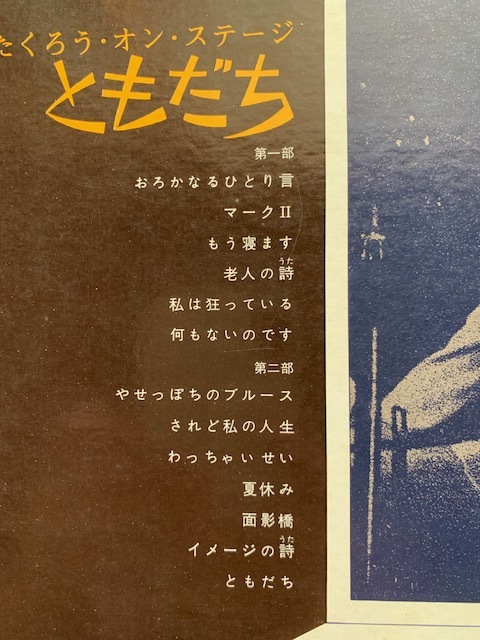 たくろう・オン・ステージ
ともだち
第一部
おろかなるひとり言
マークⅡ
もう寝ます
老人の詩
うた
私は狂っている
何もないのです
第二部
やせっぽちのブルース
されど私の人生
わっちゃいせい
夏休み
面影橋
イメージの詩
うた
ともだち